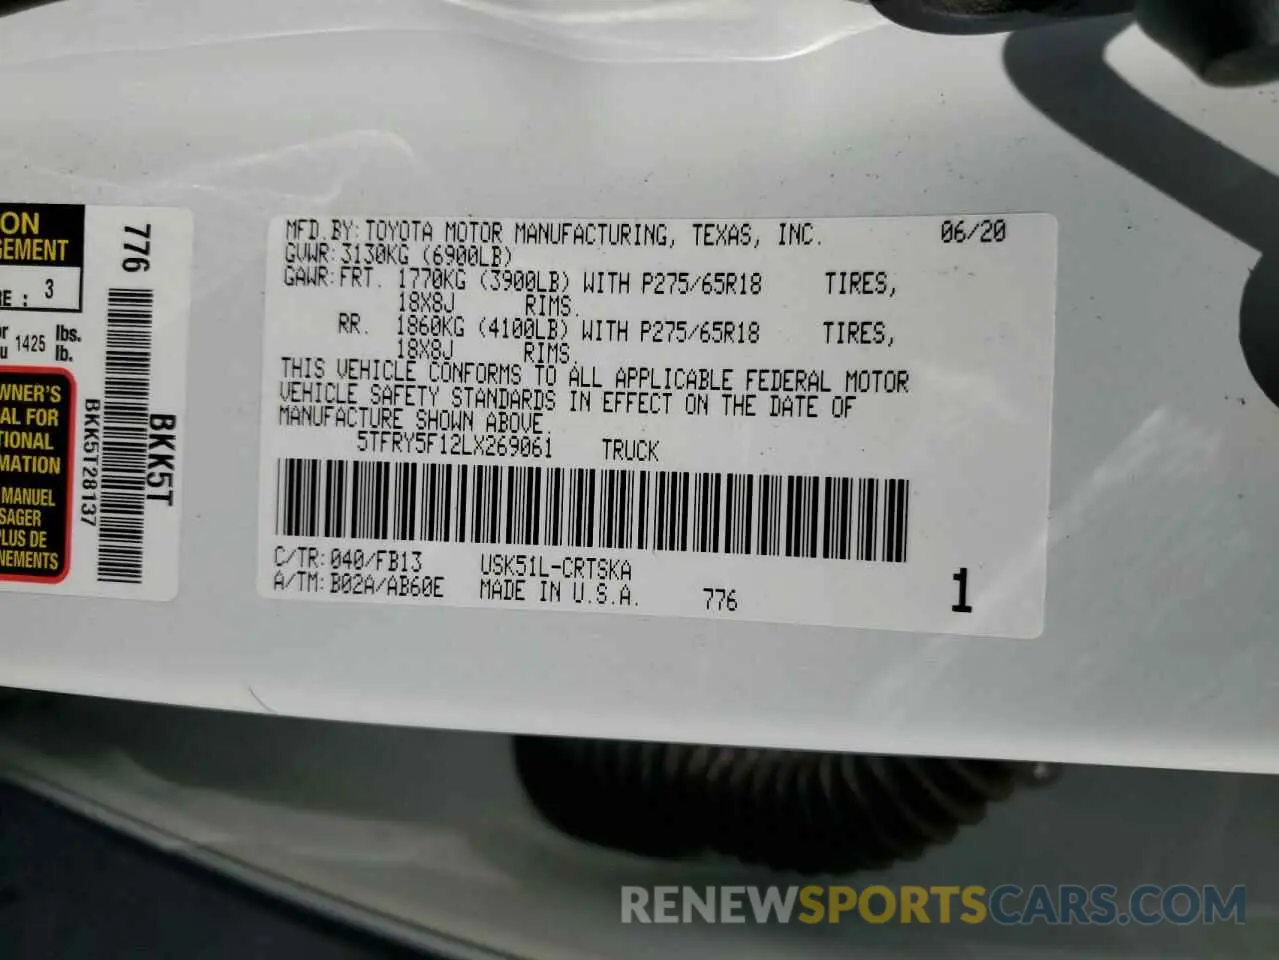 ON
GEMENT
RE : 3
or 1425 lbs.
u lb.
WNER'S
AL FOR
TIONAL
MATION
MANUEL
SAGER
PLUS DE
NEMENTS
776
BKK5T
BKK5T28137
MFD.BY:TOYOTA MOTOR MANUFACTURING, TEXAS, INC. 06/20
GVWR:3130KG (6900LB)
GAWR:FRT. 1770KG (3900LB) WITH P275/65R18 TIRES,
18X8J RIMS.
RR. 1860KG (4100LB) WITH P275/65R18 TIRES,
18X8J RIMS.
THIS VEHICLE CONFORMS TO ALL APPLICABLE FEDERAL MOTOR
VEHICLE SAFETY STANDARDS IN EFFECT ON THE DATE OF
MANUFACTURE SHOWN ABOVE.
5TFRY5F12LX269061 TRUCK
C/TR:040/FB13 USK51L-CRTSKA
A/TM:B02A/AB60E MADE IN U.S.A. 776 1
RENEWSPORTSCARS.COM